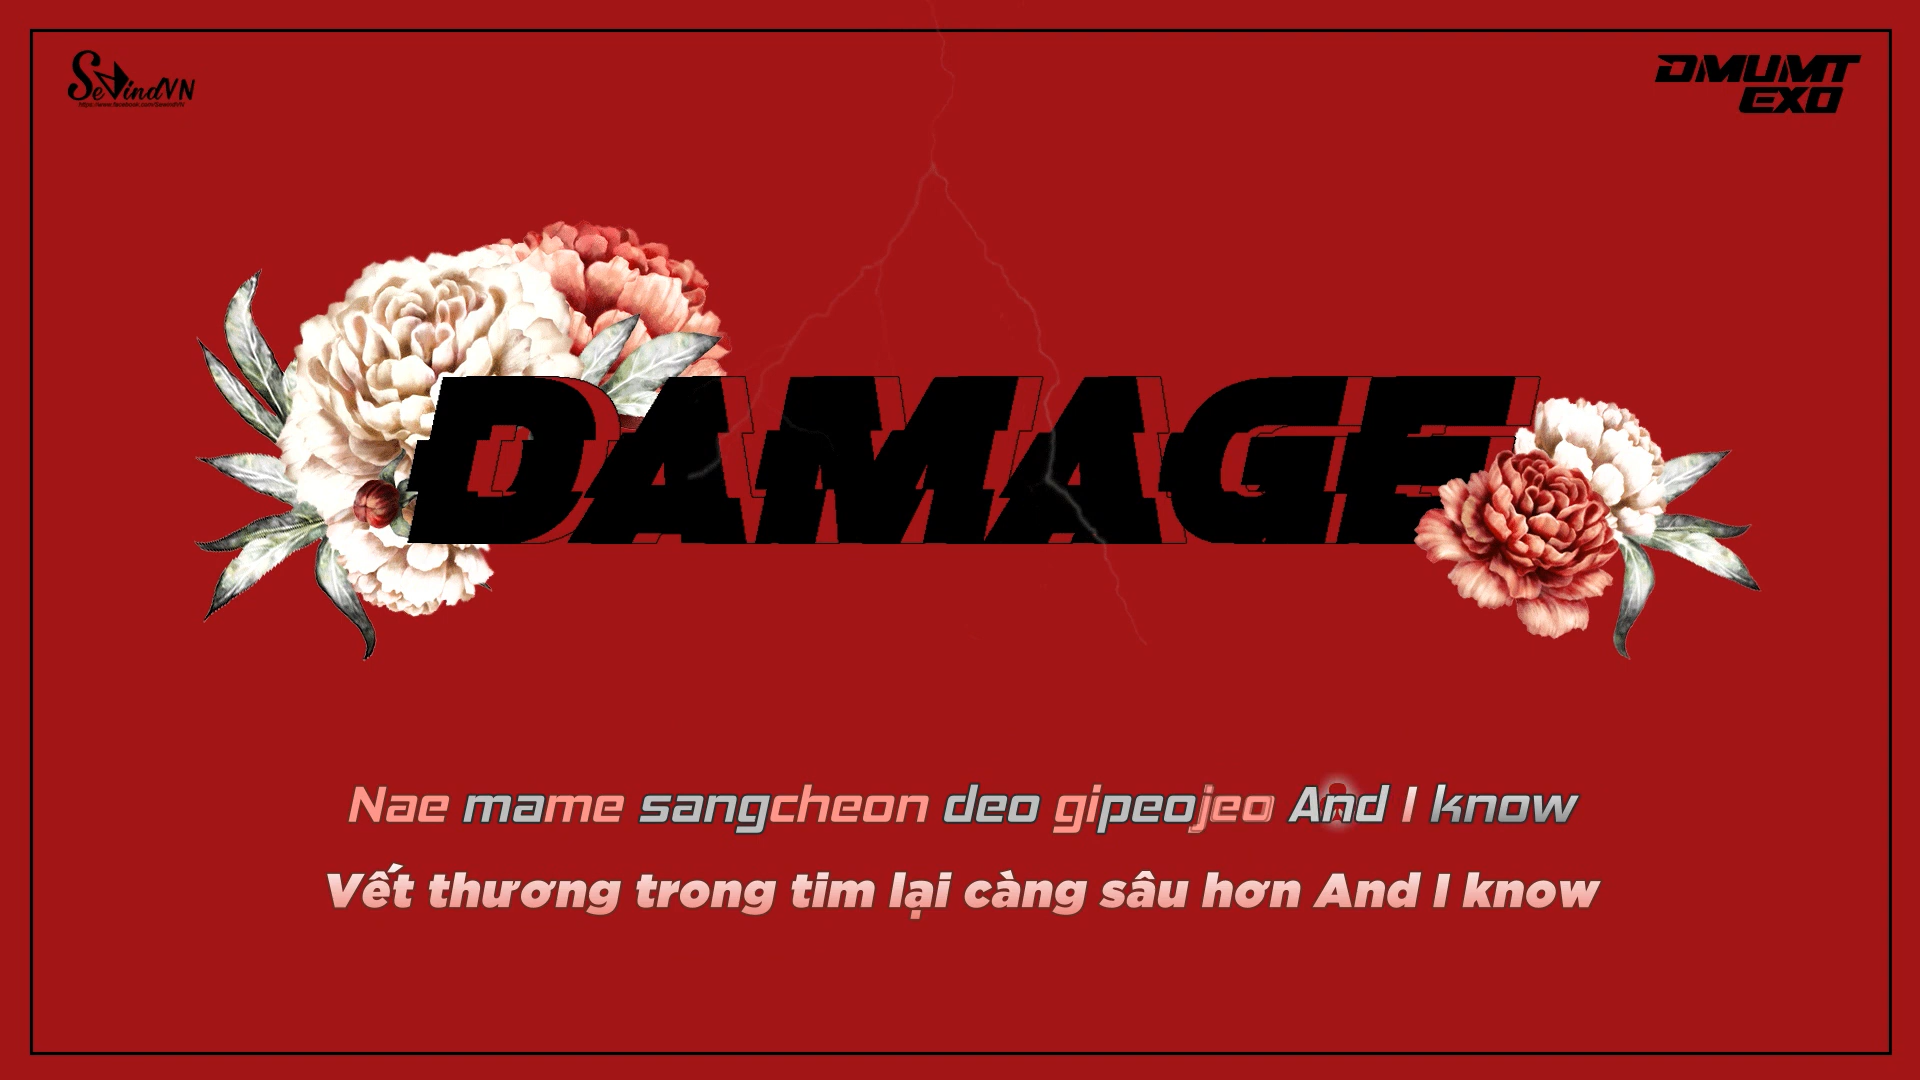 SeVindVN
DMUMT
EXO
DAMAGE
Nae mame sangcheon deo gipeojeo And I know
Vết thương trong tim lại càng sâu hơn And I know